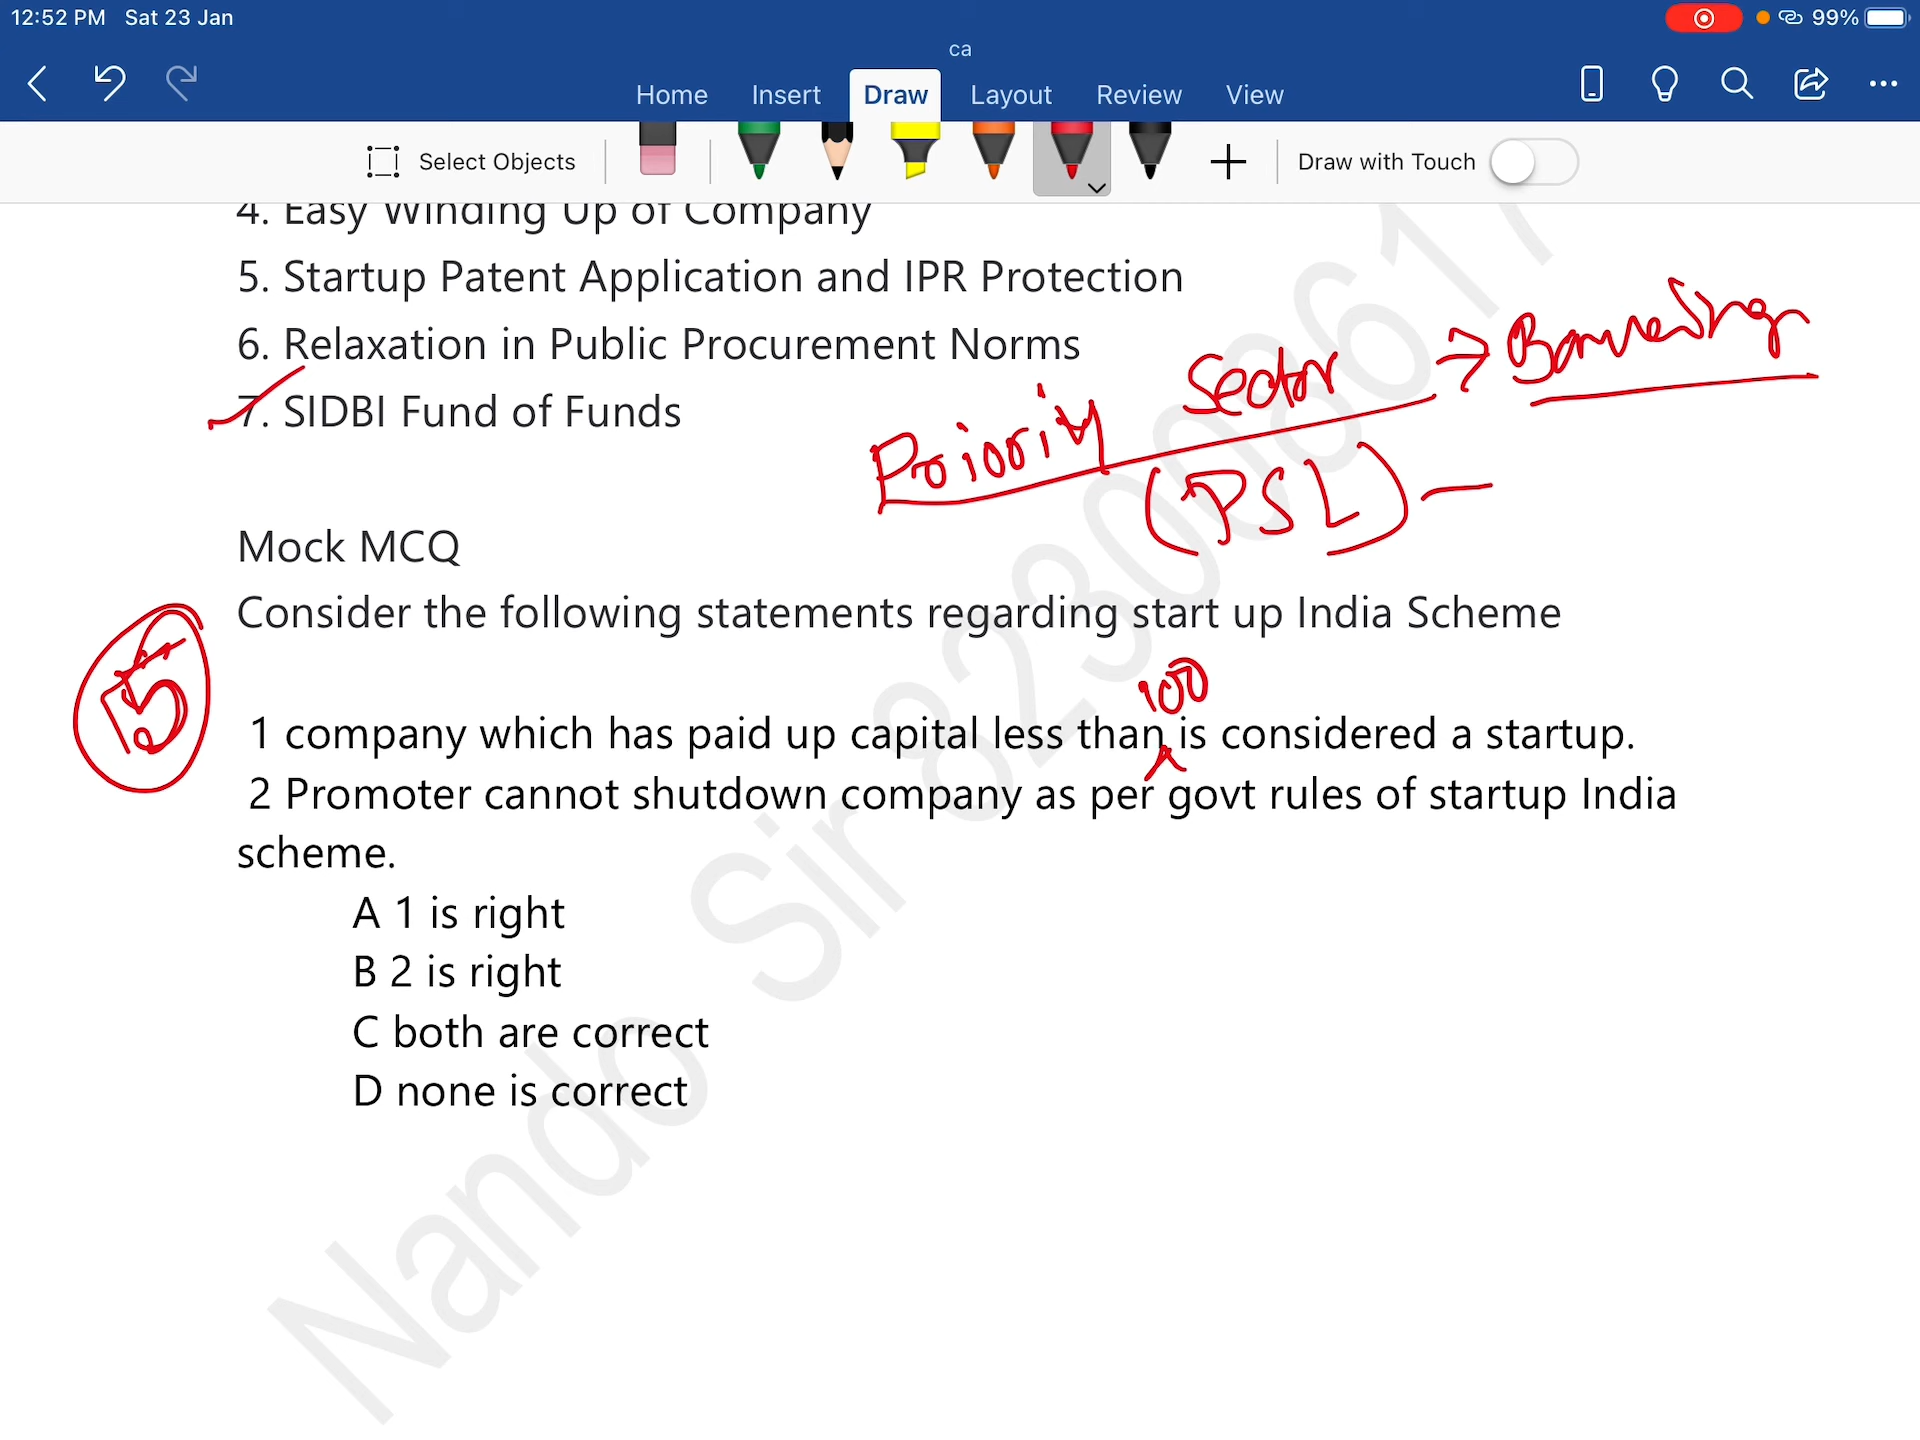 12:52 PM Sat 23 Jan
99%
ca
Home Insert Draw Layout Review View
Select Objects
Draw with Touch
4. Easy Winding Up of Company
5. Startup Patent Application and IPR Protection
6. Relaxation in Public Procurement Norms
7. SIDBI Fund of Funds
Priority Sector →
(PSL) –
Mock MCQ
Consider the following statements regarding start up India Scheme
100
1 company which has paid up capital less than is considered a startup.
2 Promoter cannot shutdown company as per govt rules of startup India
scheme.
A 1 is right
B 2 is right
C both are correct
D none is correct
Nando Sir